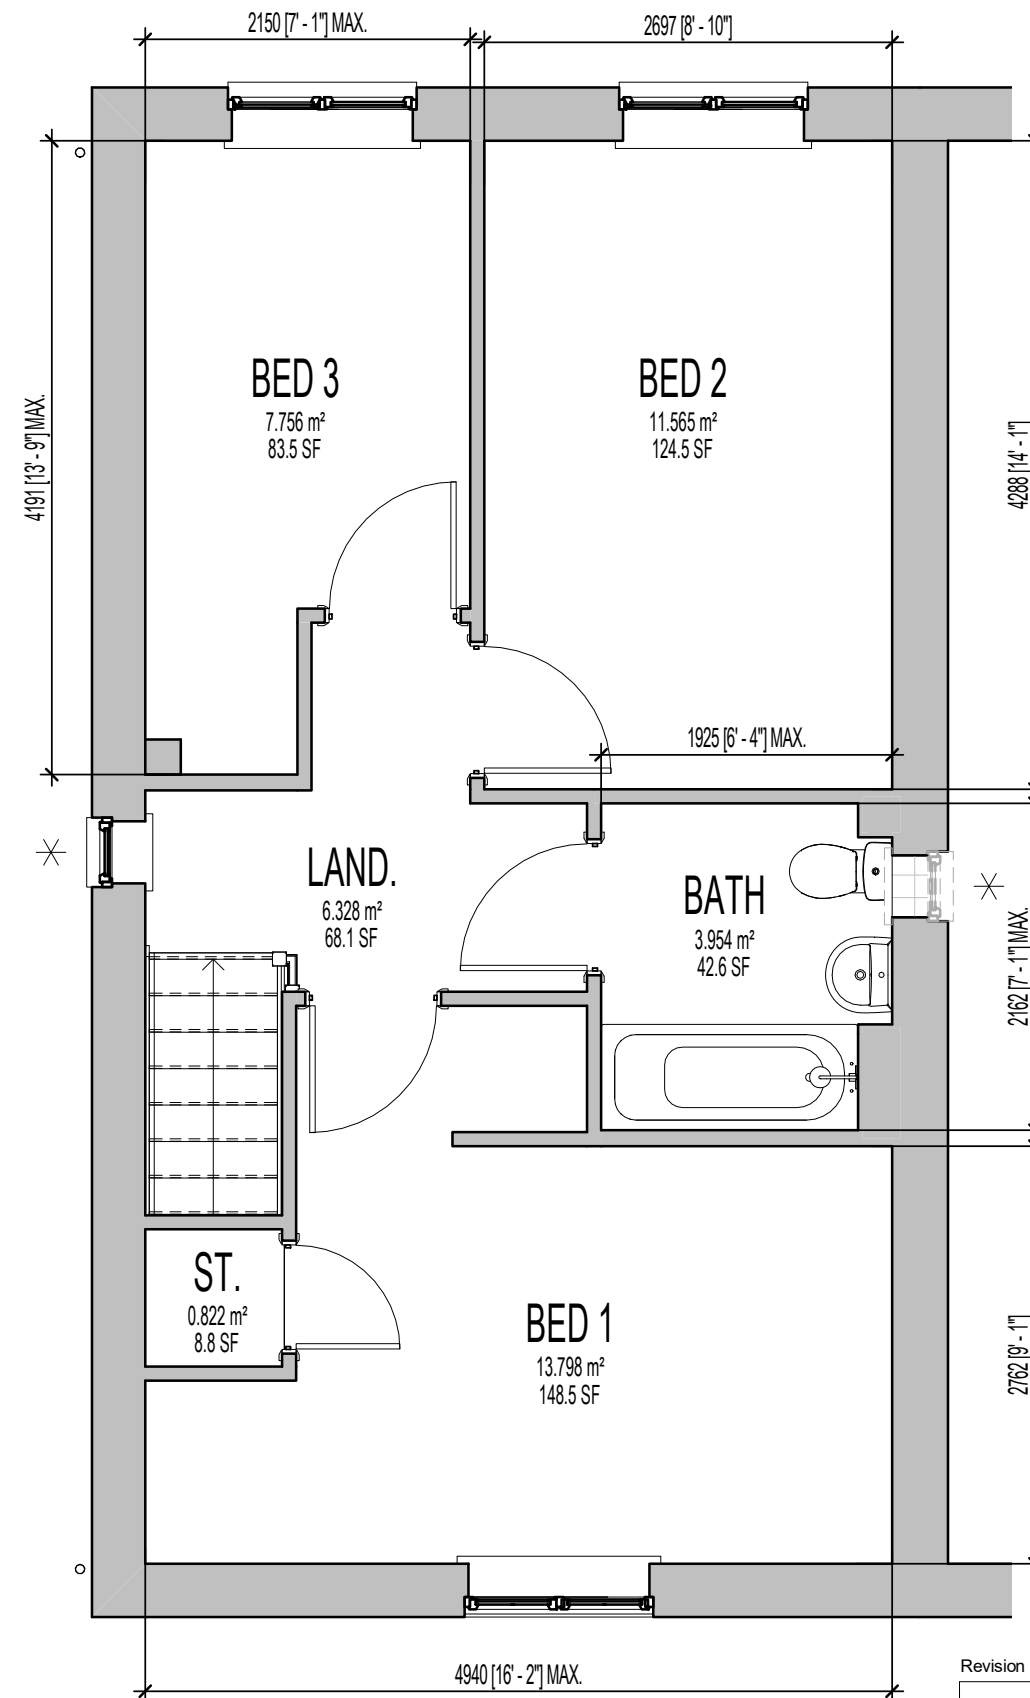 2150 [7' - 1"] MAX.
2697 [8' - 10"]
BED 3
7.756 m²
83.5 SF
BED 2
11.565 m²
124.5 SF
4191 [13' - 9"] MAX.
4288 [14' - 1"]
1925 [6' - 4"] MAX.
LAND.
6.328 m²
68.1 SF
BATH
3.954 m²
42.6 SF
2162 [7' - 1"] MAX.
ST.
0.822 m²
8.8 SF
BED 1
13.798 m²
148.5 SF
2762 [9' - 1"]
4940 [16' - 2"] MAX.
Revision